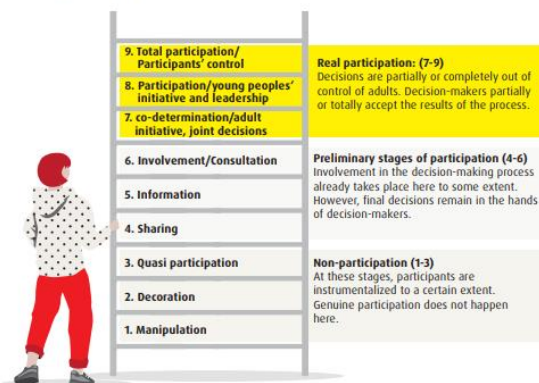 9. Total participation/
Participants' control
8. Participation/young peoples'
initiative and leadership
7. co-determination/adult
initiative, joint decisions
6. Involvement/Consultation
5. Information
4. Sharing
3. Quasi participation
2. Decoration
1. Manipulation
Real participation: (7-9)
Decisions are partially or completely out of
control of adults. Decision-makers partially
or totally accept the results of the process.
Preliminary stages of participation (4-6)
Involvement in the decision-making process
already takes place here to some extent.
However, final decisions remain in the hands
of decision-makers.
Non-participation (1-3)
At these stages, participants are
instrumentalized to a certain extent.
Genuine participation does not happen
here.